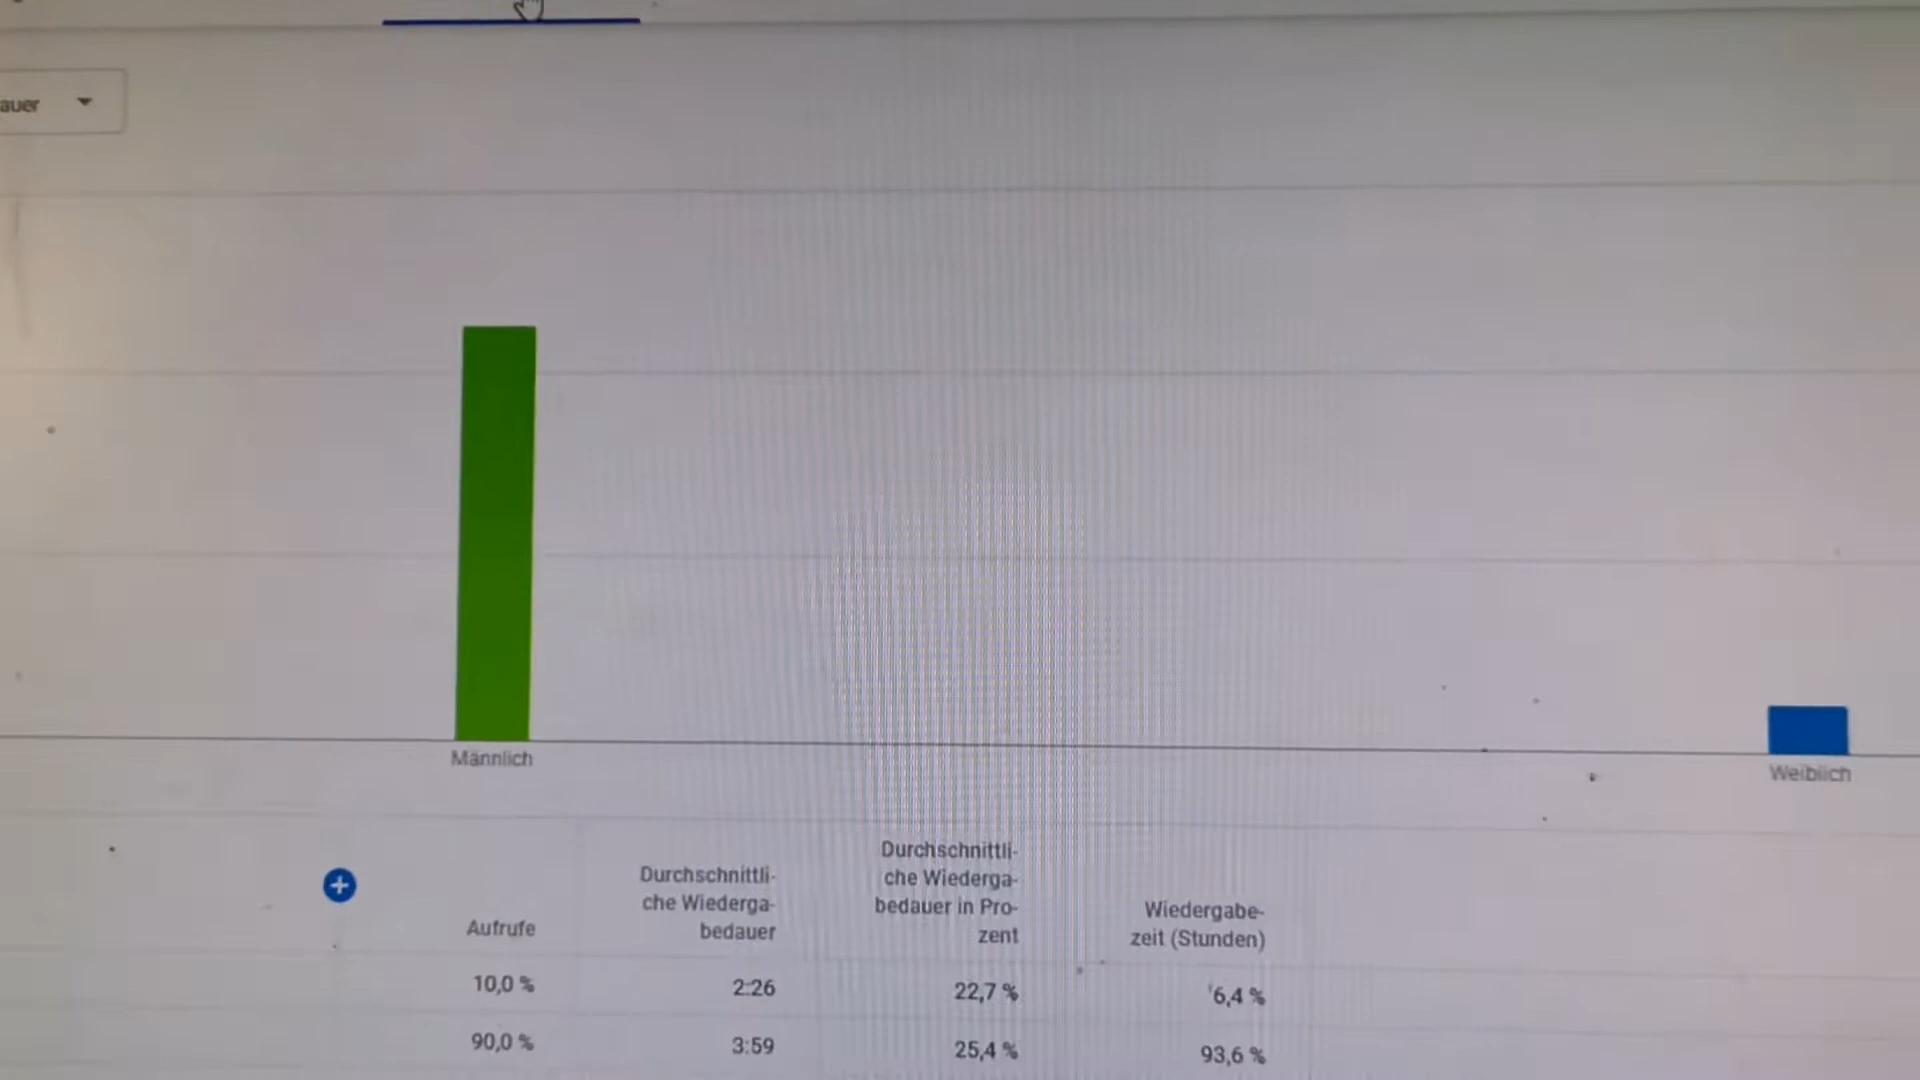 auer
Männlich
Weiblich
Aufrufe
Durchschnittli-
che Wiederga-
bedauer
Durchschnittli-
che Wiederga-
bedauer in Pro-
zent
Wiedergabe-
zeit (Stunden)
10,0 %
2:26
22,7 %
6,4 %
90,0 %
3:59
25,4 %
93,6 %